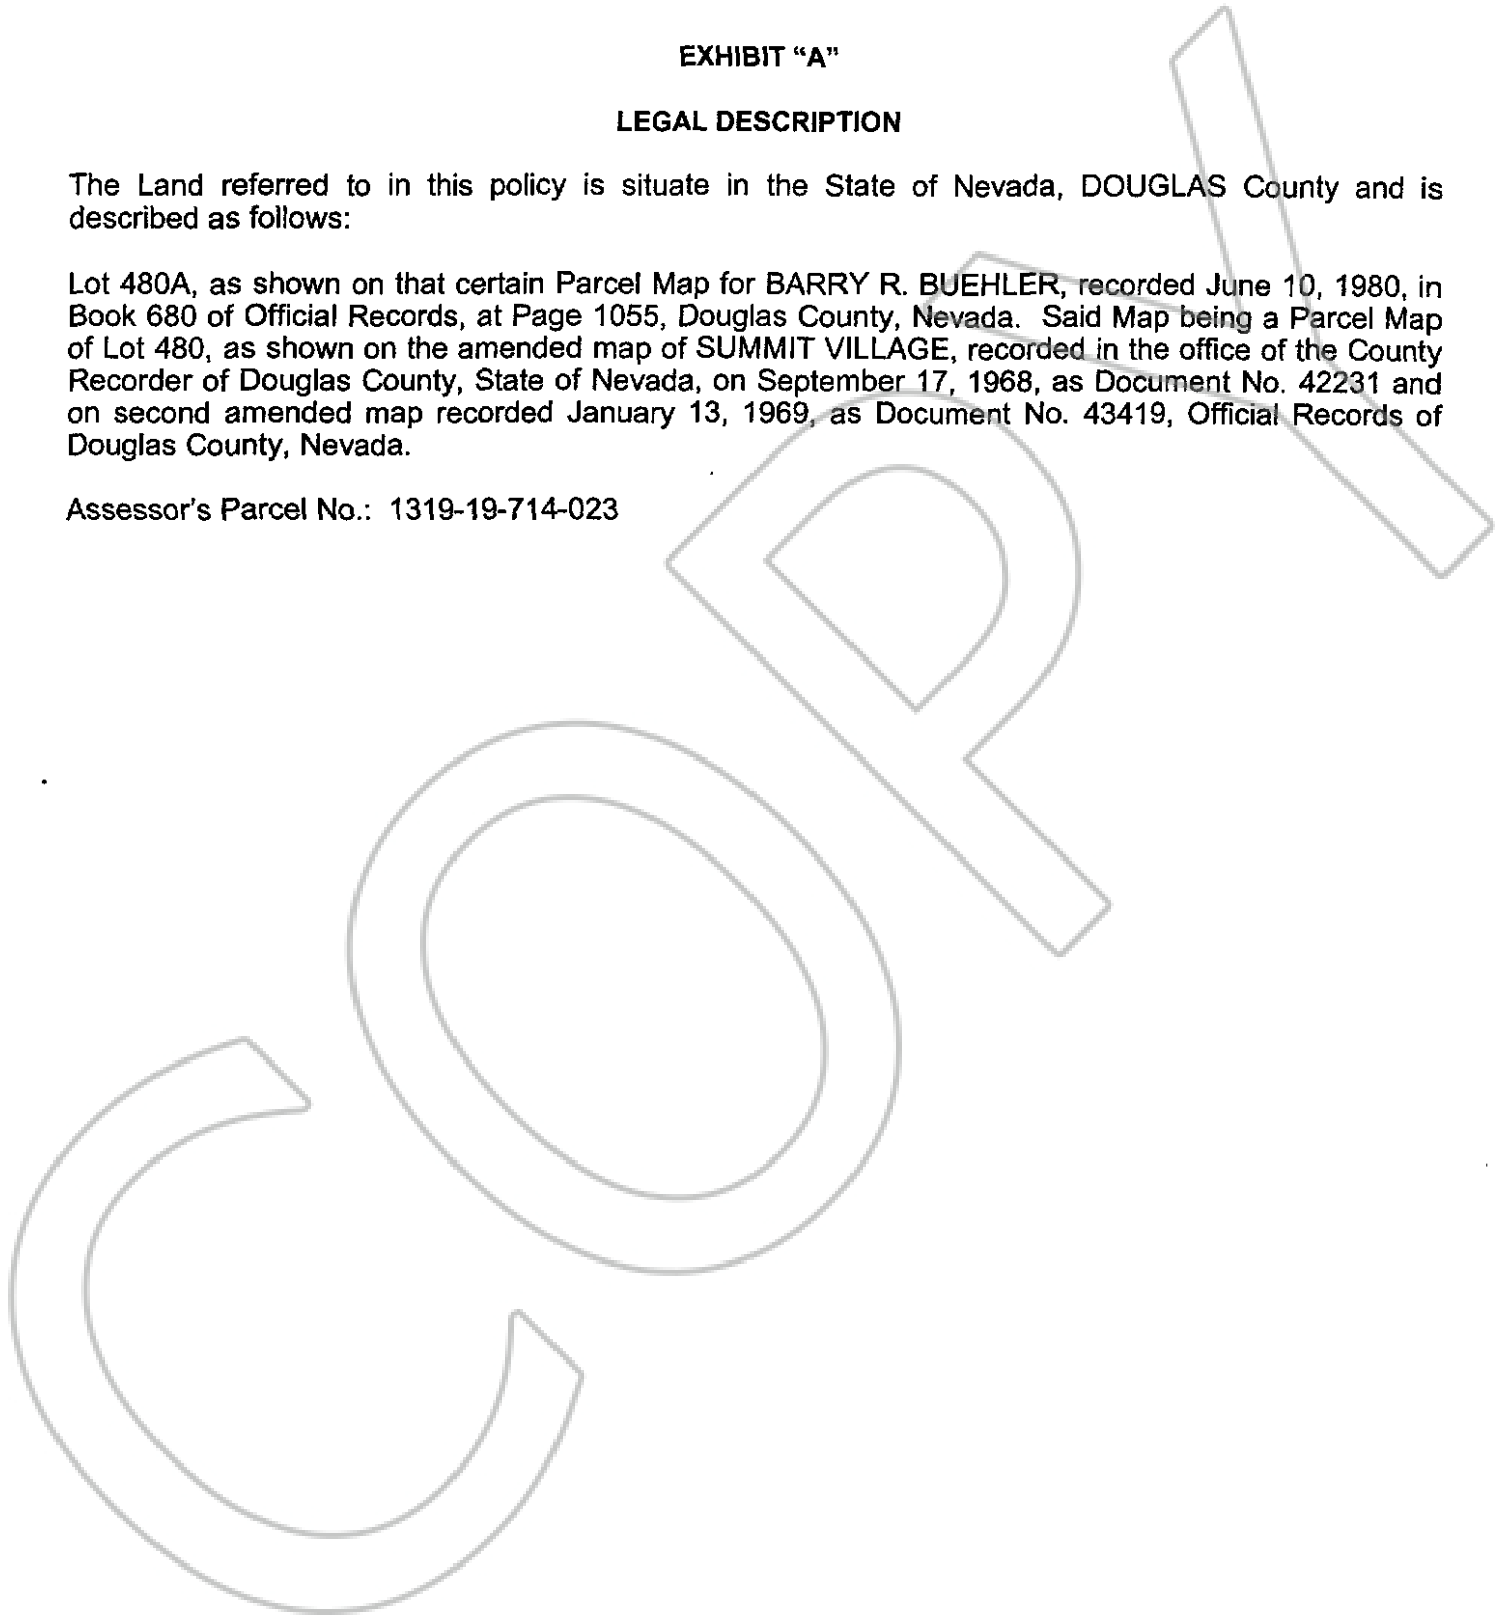 EXHIBIT “A”
LEGAL DESCRIPTION
The Land referred to in this policy is situate in the State of Nevada, DOUGLAS County and is
described as follows:
Lot 480A, as shown on that certain Parcel Map for BARRY R. BUEHLER, recorded June 10, 1980, in
Book 680 of Official Records, at Page 1055, Douglas County, Nevada.  Said Map being a Parcel Map
of Lot 480, as shown on the amended map of SUMMIT VILLAGE, recorded in the office of the County
Recorder of Douglas County, State of Nevada, on September 17, 1968, as Document No. 42231 and
on second amended map recorded January 13, 1969, as Document No. 43419, Official Records of
Douglas County, Nevada.
Assessor's Parcel No.:  1319-19-714-023
COPY